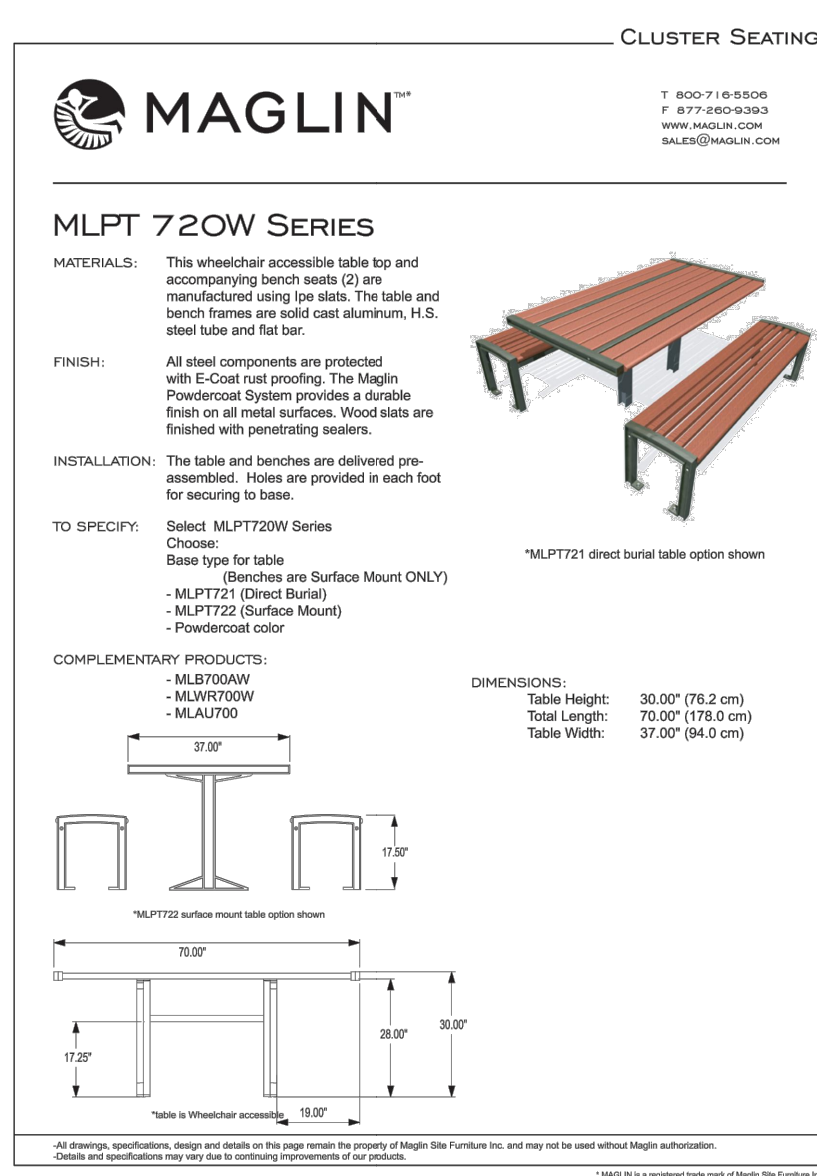 CLUSTER SEATING
MAGLIN™*
T 800-716-5506
F 877-260-9393
WWW.MAGLIN.COM
SALES@MAGLIN.COM
MLPT 720W SERIES
MATERIALS: This wheelchair accessible table top and
accompanying bench seats (2) are
manufactured using Ipe slats. The table and
bench frames are solid cast aluminum, H.S.
steel tube and flat bar.
FINISH: All steel components are protected
with E-Coat rust proofing. The Maglin
Powdercoat System provides a durable
finish on all metal surfaces. Wood slats are
finished with penetrating sealers.
INSTALLATION: The table and benches are delivered pre-
assembled. Holes are provided in each foot
for securing to base.
TO SPECIFY: Select MLPT720W Series
Choose:
Base type for table
(Benches are Surface Mount ONLY)
- MLPT721 (Direct Burial)
- MLPT722 (Surface Mount)
- Powdercoat color
*MLPT721 direct burial table option shown
COMPLEMENTARY PRODUCTS:
- MLB700AW
- MLWR700W
- MLAU700
DIMENSIONS:
Table Height: 30.00" (76.2 cm)
Total Length: 70.00" (178.0 cm)
Table Width: 37.00" (94.0 cm)
37.00"
17.50"
*MLPT722 surface mount table option shown
70.00"
30.00"
28.00"
17.25"
*table is Wheelchair accessible
19.00"
-All drawings, specifications, design and details on this page remain the property of Maglin Site Furniture Inc. and may not be used without Maglin authorization.
-Details and specifications may vary due to continuing improvements of our products.
* MAGLIN is a registered trade mark of Maglin Site Furniture In